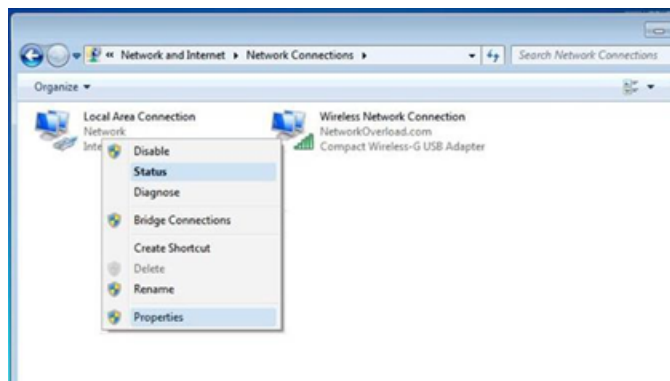 « Network and Internet ▸ Network Connections ▸
Search Network Connections
Organize
Local Area Connection
Network
Inte
Wireless Network Connection
NetworkOverload.com
Compact Wireless-G USB Adapter
Disable
Status
Diagnose
Bridge Connections
Create Shortcut
Delete
Rename
Properties